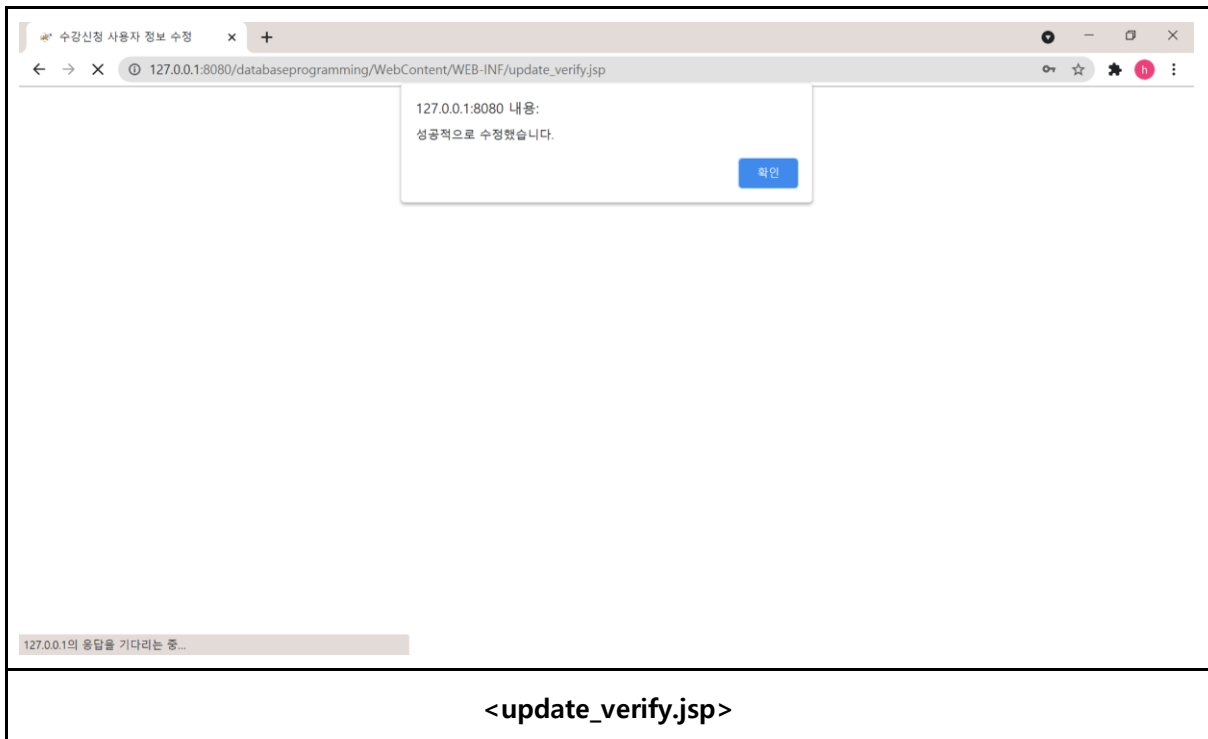 수강신청 사용자 정보 수정
127.0.0.1:8080/databaseprogramming/WebContent/WEB-INF/update_verify.jsp
h
127.0.0.1:8080 내용:
성공적으로 수정했습니다.
확인
127.0.0.1의 응답을 기다리는 중...
<update_verify.jsp>